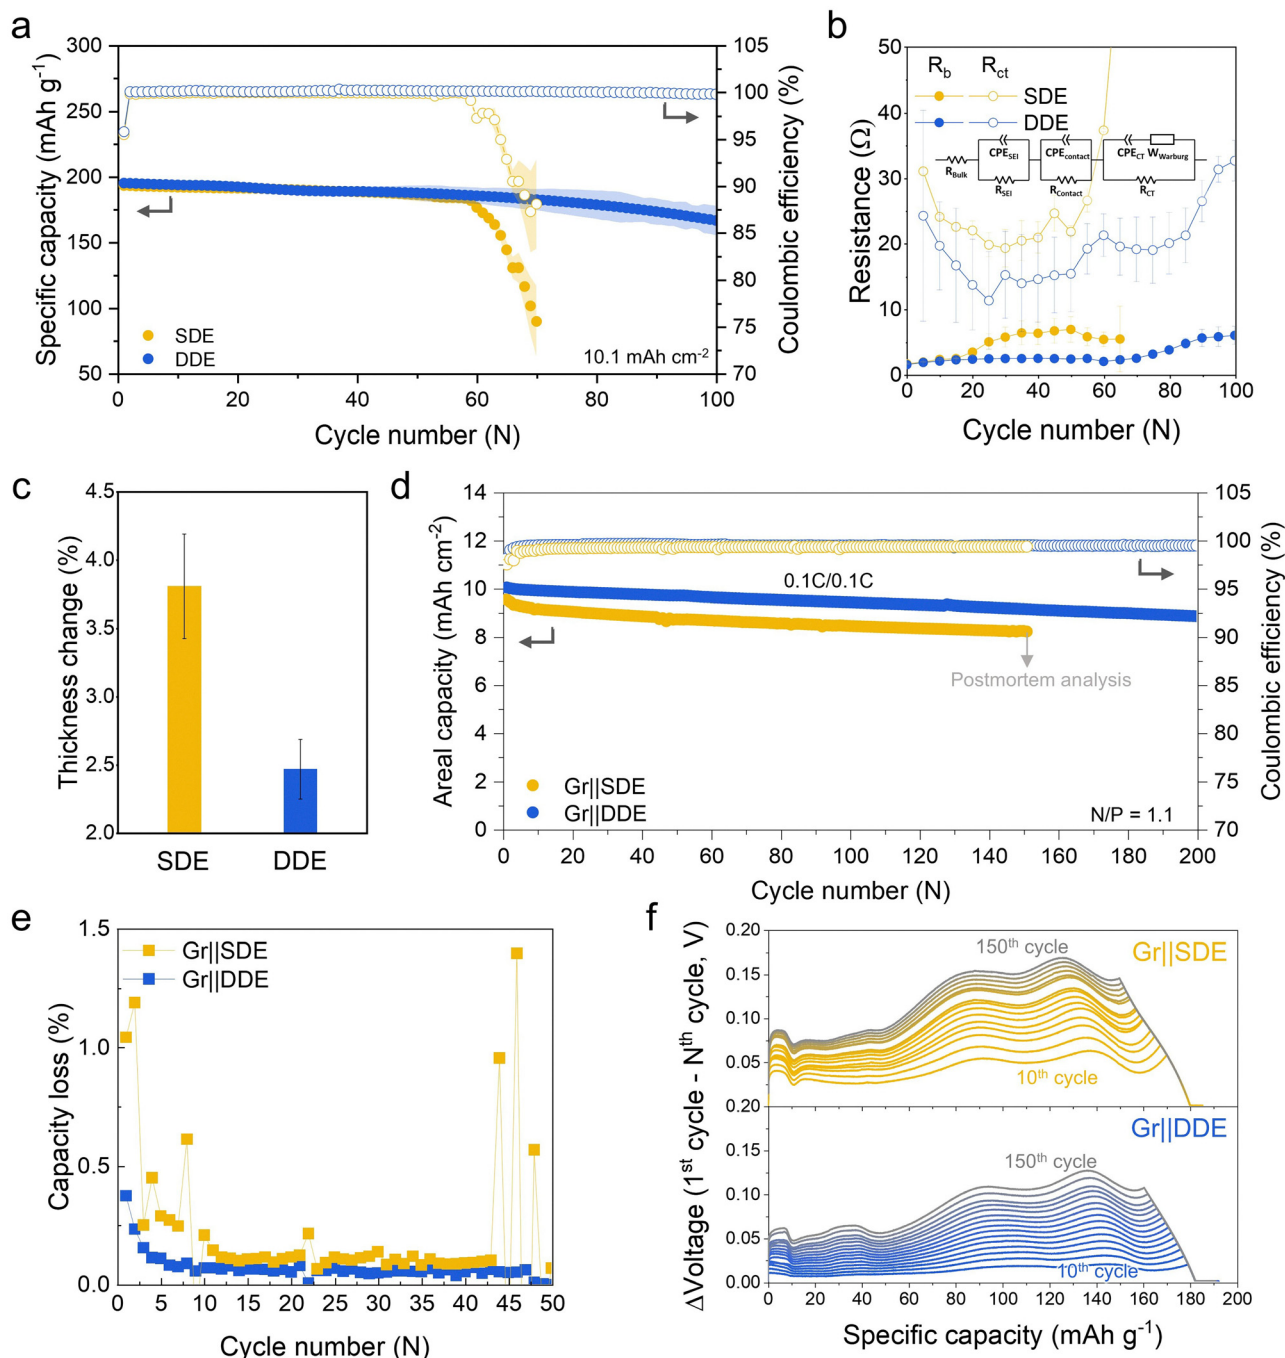 a
300
250
200
150
100
50
105
100
95
90
85
80
75
70
Specific capacity (mAh g⁻¹)
Coulombic efficiency (%)
SDE
DDE
10.1 mAh cm⁻²
0
20
40
60
80
100
Cycle number (N)
b
50
40
30
20
10
0
Resistance (Ω)
R_b R_ct
SDE
DDE
CPE_SEI CPE_contact CPE_CT W_Warburg
R_Bulk
R_SEI R_Contact R_CT
0
20
40
60
80
100
Cycle number (N)
c
4.5
4.0
3.5
3.0
2.5
2.0
Thickness change (%)
SDE
DDE
d
14
12
10
8
6
4
2
0
105
100
95
90
85
80
75
70
Areal capacity (mAh cm⁻²)
Coulombic efficiency (%)
0.1C/0.1C
Postmortem analysis
Gr||SDE
Gr||DDE
N/P = 1.1
0
20
40
60
80
100
120
140
160
180
200
Cycle number (N)
e
1.5
1.0
0.5
0.0
Capacity loss (%)
Gr||SDE
Gr||DDE
0
5
10
15
20
25
30
35
40
45
50
Cycle number (N)
f
0.20
0.15
0.10
0.05
0.20
0.15
0.10
0.05
0.00
ΔVoltage (1ˢᵗ cycle - Nᵗʰ cycle, V)
150ᵗʰ cycle
Gr||SDE
10ᵗʰ cycle
Gr||DDE
150ᵗʰ cycle
10ᵗʰ cycle
0
20
40
60
80
100
120
140
160
180
200
Specific capacity (mAh g⁻¹)